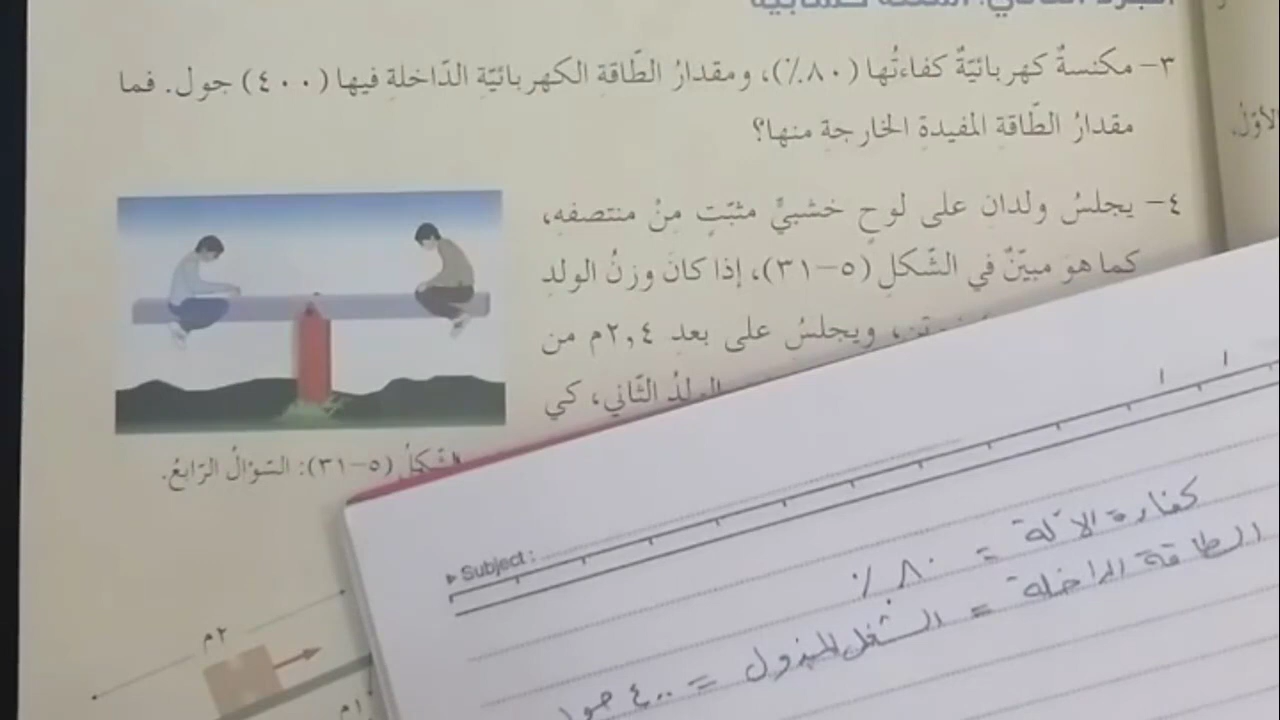 ٣- مكنسةٌ كهربائيّةٌ كفاءتُها (٨٠٪)، ومقدارُ الطّاقةِ الكهربائيّةِ الدّاخلةِ فيها (٤٠٠) جول. فما
مقدارُ الطّاقةِ المفيدةِ الخارجةِ منها؟
٤- يجلسُ ولدانِ على لوحٍ خشبيٍّ مثبّتٍ مِنْ منتصفهِ،
كما هوَ مبيّنٌ في الشّكلِ (٥-٣١)، إذا كانَ وزنُ الولدِ
ويجلسُ على بعدِ ٢,٤م من
الولدُ الثّاني، كي
الشّكلُ (٥-٣١): السّؤالُ الرّابعُ.
الأوّل
٢م
١م
Subject :
كفاءة الآلة = ٨٠ ٪
الطاقة الداخلة = الشغل المبذول = ٤٠٠